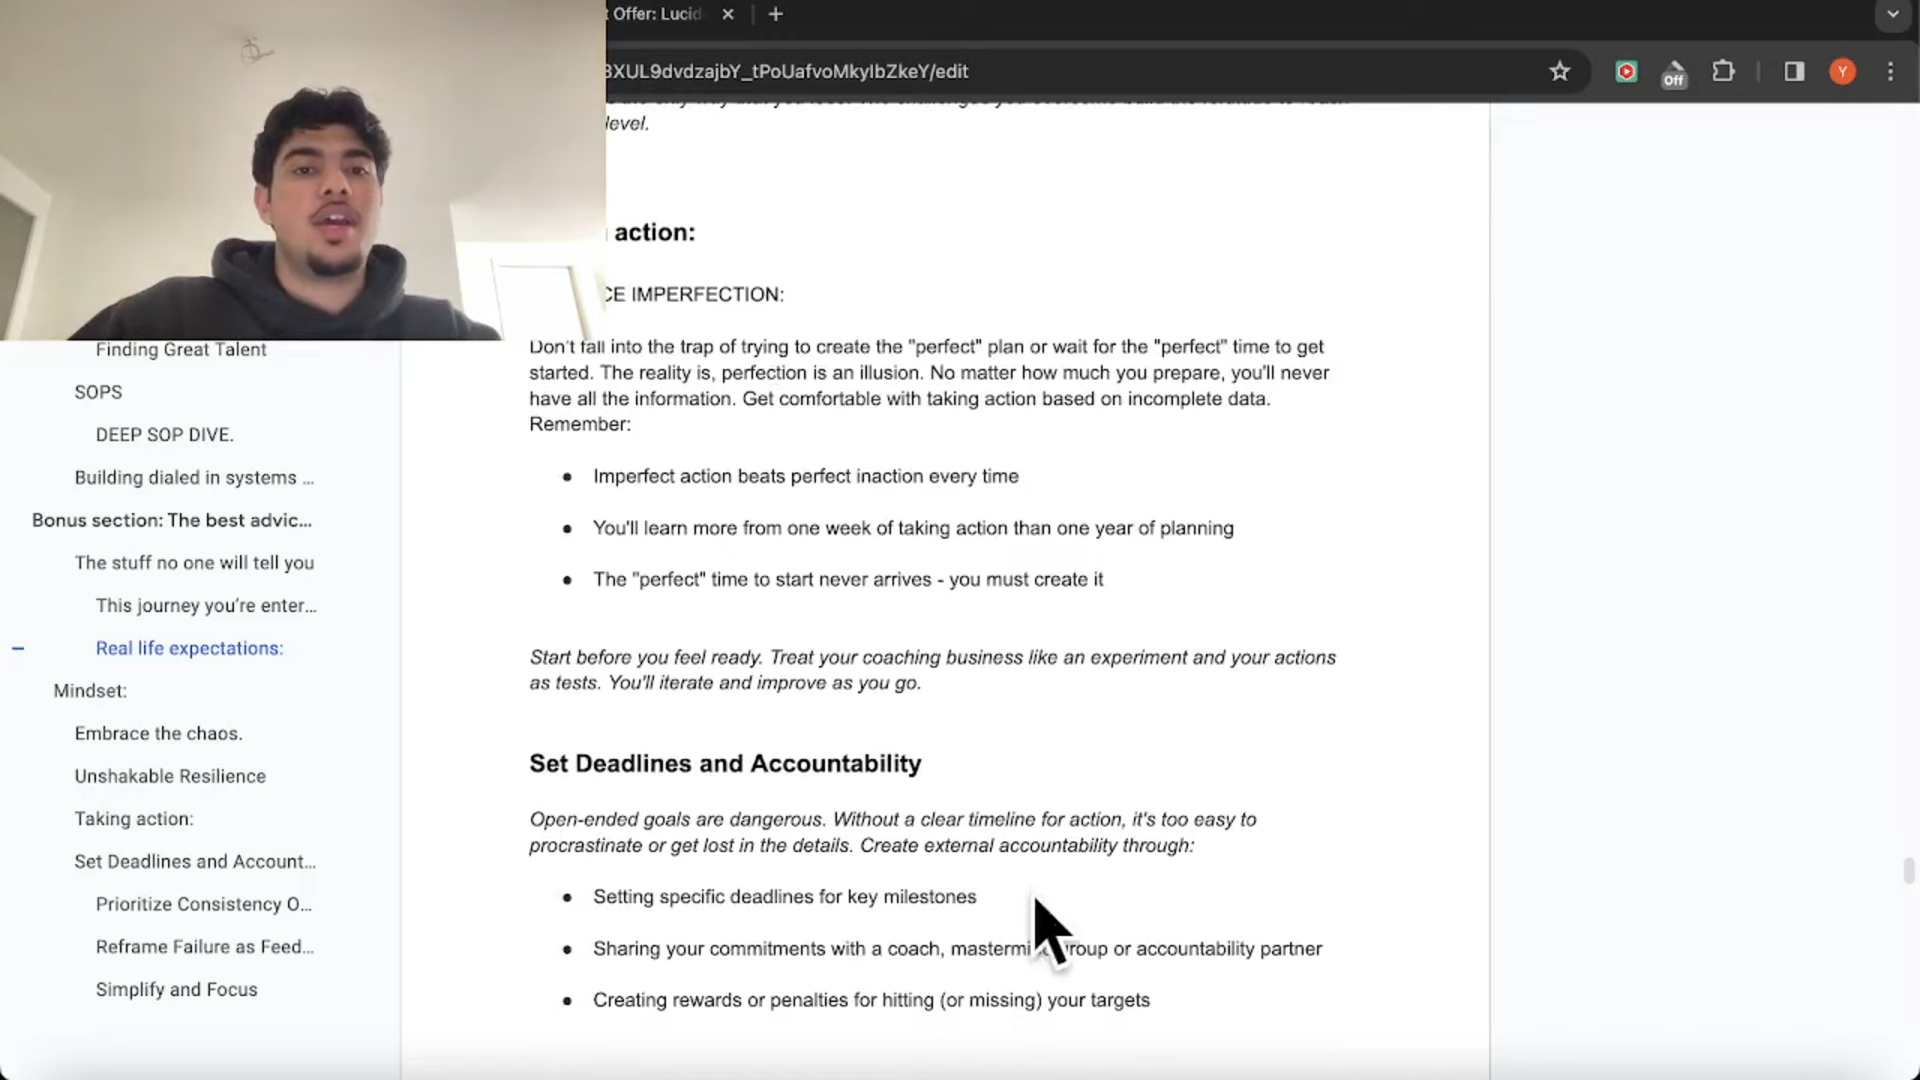 t Offer: Lucid
XUL9dvdzajbY_tPoUafvoMkyIbZkeY/edit
Off
Y
level.
action:
CE IMPERFECTION:
Don't fall into the trap of trying to create the "perfect" plan or wait for the "perfect" time to get
started. The reality is, perfection is an illusion. No matter how much you prepare, you'll never
have all the information. Get comfortable with taking action based on incomplete data.
Remember:
● Imperfect action beats perfect inaction every time
● You'll learn more from one week of taking action than one year of planning
● The "perfect" time to start never arrives - you must create it
Start before you feel ready. Treat your coaching business like an experiment and your actions
as tests. You'll iterate and improve as you go.
Set Deadlines and Accountability
Open-ended goals are dangerous. Without a clear timeline for action, it's too easy to
procrastinate or get lost in the details. Create external accountability through:
● Setting specific deadlines for key milestones
● Sharing your commitments with a coach, mastermi group or accountability partner
● Creating rewards or penalties for hitting (or missing) your targets
Finding Great Talent
SOPS
DEEP SOP DIVE.
Building dialed in systems ...
Bonus section: The best advic...
The stuff no one will tell you
This journey you're enter...
Real life expectations:
Mindset:
Embrace the chaos.
Unshakable Resilience
Taking action:
Set Deadlines and Account...
Prioritize Consistency O...
Reframe Failure as Feed...
Simplify and Focus